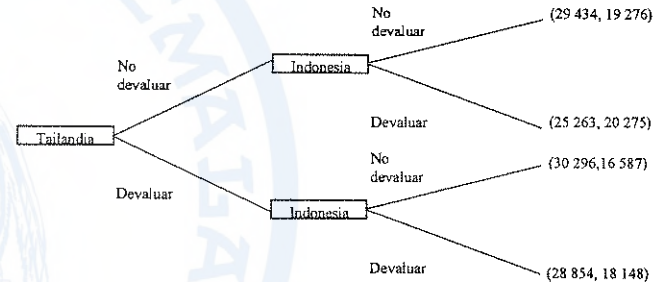 No
devaluar
(29 434, 19 276)
No
devaluar
Indonesia
Devaluar
(25 263, 20 275)
Tailandia
No
devaluar
(30 296,16 587)
Devaluar
Indonesia
Devaluar
(28 854, 18 148)